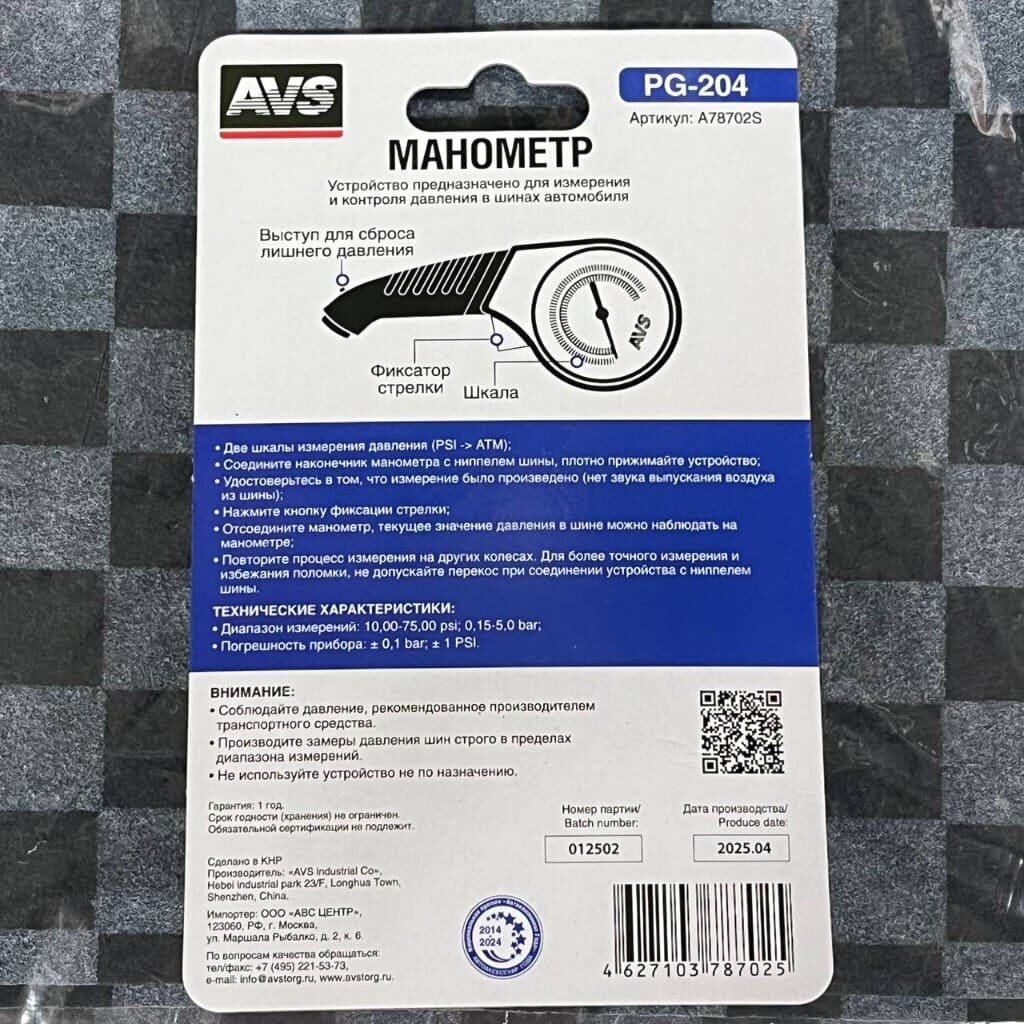 AVS
PG-204
Артикул: A78702S
МАНОМЕТР
Устройство предназначено для измерения
и контроля давления в шинах автомобиля
Выступ для сброса
лишнего давления
AVS
Фиксатор
стрелки
Шкала
• Две шкалы измерения давления (PSI -> ATM);
• Соедините наконечник манометра с ниппелем шины, плотно прижимайте устройство;
• Удостоверьтесь в том, что измерение было произведено (нет звука выпускания воздуха
из шины);
• Нажмите кнопку фиксации стрелки;
• Отсоедините манометр, текущее значение давления в шине можно наблюдать на
манометре;
• Повторите процесс измерения на других колесах. Для более точного измерения и
избежания поломки, не допускайте перекос при соединении устройства с ниппелем
шины.
ТЕХНИЧЕСКИЕ ХАРАКТЕРИСТИКИ:
• Диапазон измерений: 10,00-75,00 psi; 0,15-5,0 bar;
• Погрешность прибора: ± 0,1 bar; ± 1 PSI.
ВНИМАНИЕ:
• Соблюдайте давление, рекомендованное производителем
транспортного средства.
• Производите замеры давления шин строго в пределах
диапазона измерений.
• Не используйте устройство не по назначению.
Гарантия: 1 год.
Срок годности (хранения) не ограничен.
Обязательной сертификации не подлежит.
Номер партии/
Batch number:
012502
Дата производства/
Produce date:
2025.04
Сделано в КНР
Производитель: «AVS Industrial Co»,
Hebei industrial park 23/F, Longhua Town,
Shenzhen, China.
Импортер: ООО «АВС ЦЕНТР»,
123060, РФ, г. Москва,
ул. Маршала Рыбалко, д. 2, к. 6.
По вопросам качества обращаться:
тел/факс: +7 (495) 221-53-73,
e-mail: info@avstorg.ru, www.avstorg.ru.
2014
2024
4 627103 787025